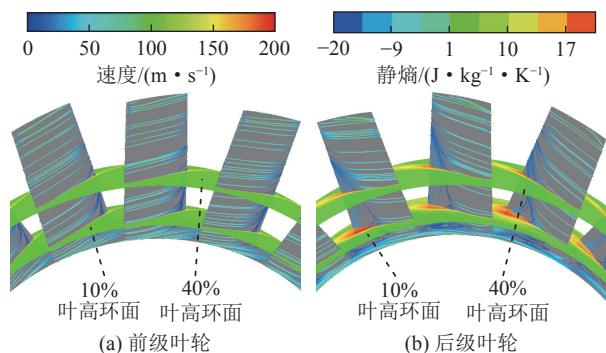 0 50 100 150 200
速度/(m·s⁻¹)
−20 −9 1 10 17
静熵/(J·kg⁻¹·K⁻¹)
10%
叶高环面
40%
叶高环面
(a) 前级叶轮
10%
叶高环面
40%
叶高环面
(b) 后级叶轮